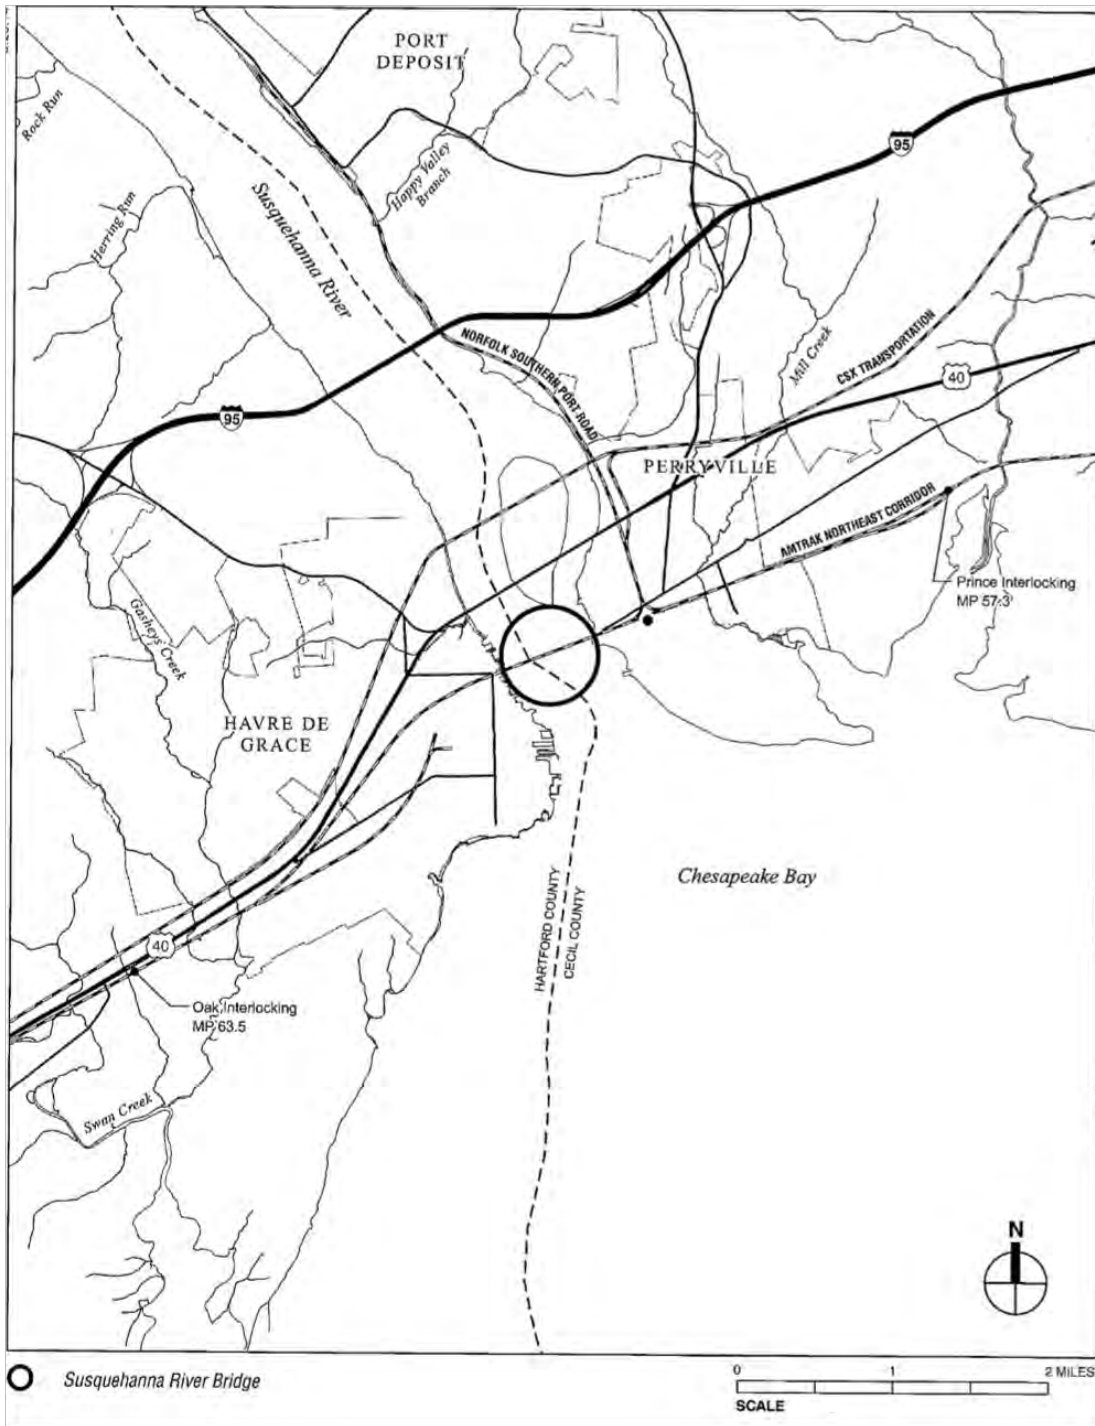 PORT
DEPOSIT
Rock Run
95
Happy Valley
Branch
Susquehanna River
Herring Run
NORFOLK SOUTHERN PORT ROAD
Mill Creek
CSX TRANSPORTATION
40
95
PERRYVILLE
AMTRAK NORTHEAST CORRIDOR
Prince Interlocking
MP 57.3
Gasheys Creek
HAVRE DE
GRACE
Chesapeake Bay
HARTFORD COUNTY
CECIL COUNTY
40
Oak Interlocking
MP 63.5
Swan Creek
N
Susquehanna River Bridge
0 1 2 MILES
SCALE